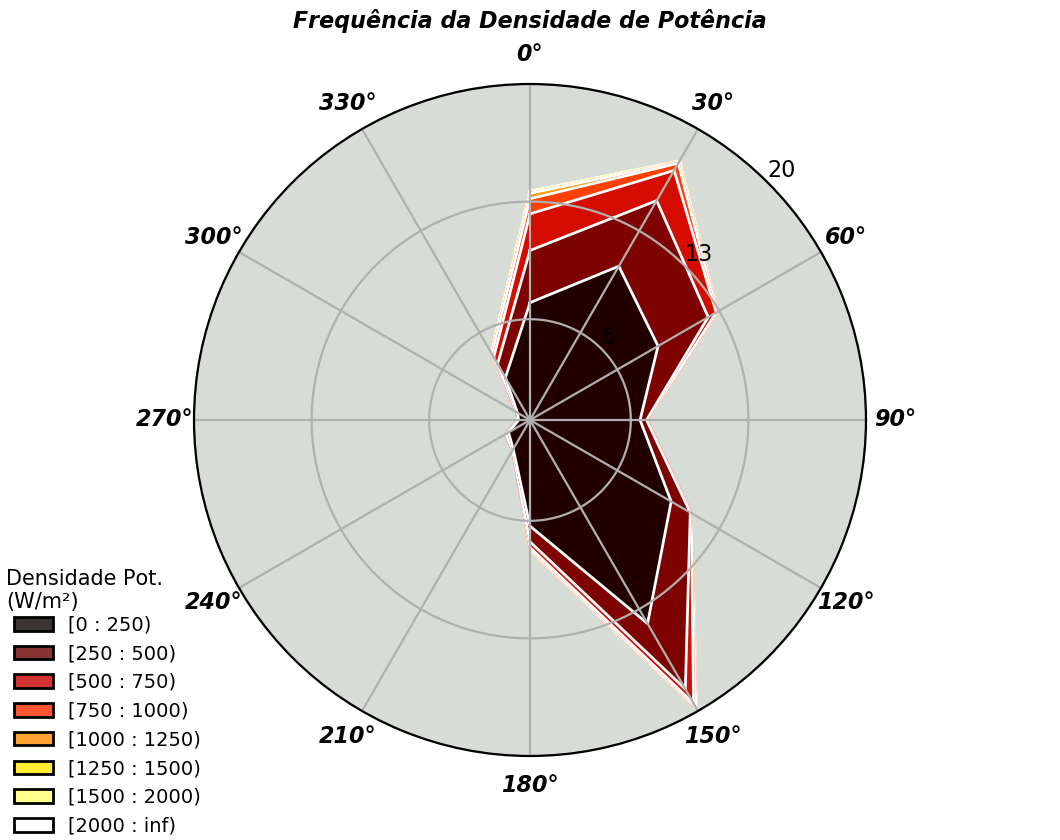 Frequência da Densidade de Potência
0°
330°
30°
20
300°
60°
13
6
270°
90°
240°
120°
210°
150°
180°
Densidade Pot.
(W/m²)
[0 : 250)
[250 : 500)
[500 : 750)
[750 : 1000)
[1000 : 1250)
[1250 : 1500)
[1500 : 2000)
[2000 : inf)